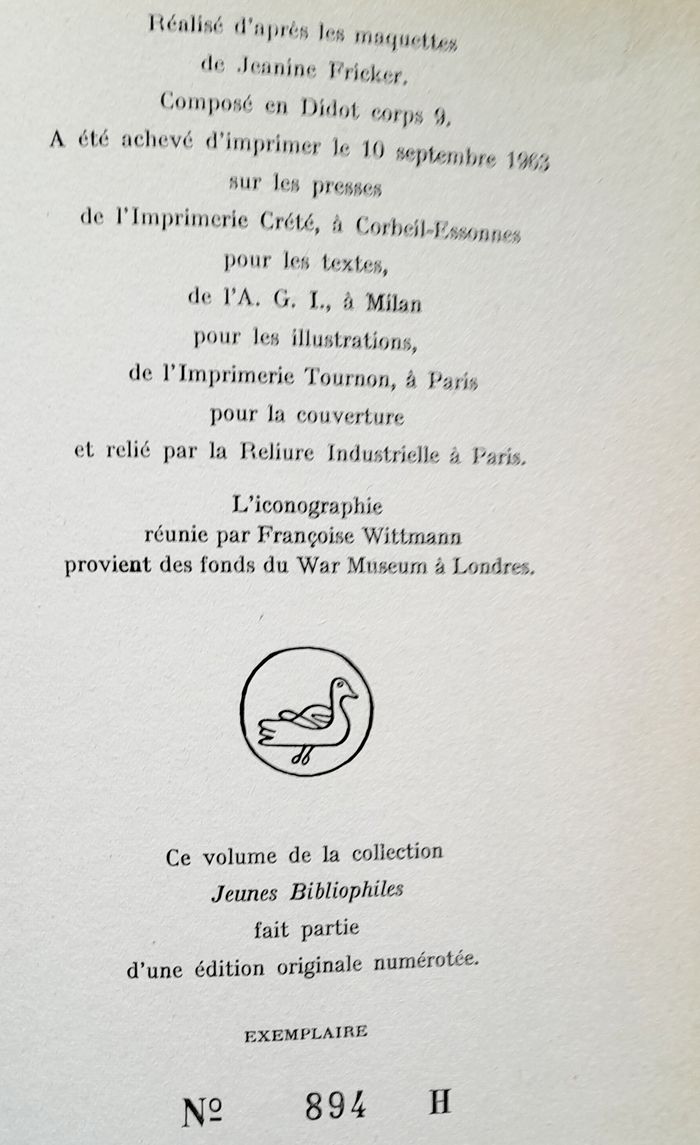 Réalisé d'après les maquettes
de Jeanine Fricker.
Composé en Didot corps 9.
A été achevé d'imprimer le 10 septembre 1963
sur les presses
de l'Imprimerie Crété, à Corbeil-Essonnes
pour les textes,
de l'A. G. I., à Milan
pour les illustrations,
de l'Imprimerie Tournon, à Paris
pour la couverture
et relié par la Reliure Industrielle à Paris.
L'iconographie
réunie par Françoise Wittmann
provient des fonds du War Museum à Londres.
Ce volume de la collection
Jeunes Bibliophiles
fait partie
d'une édition originale numérotée.
EXEMPLAIRE
Nº 894 H